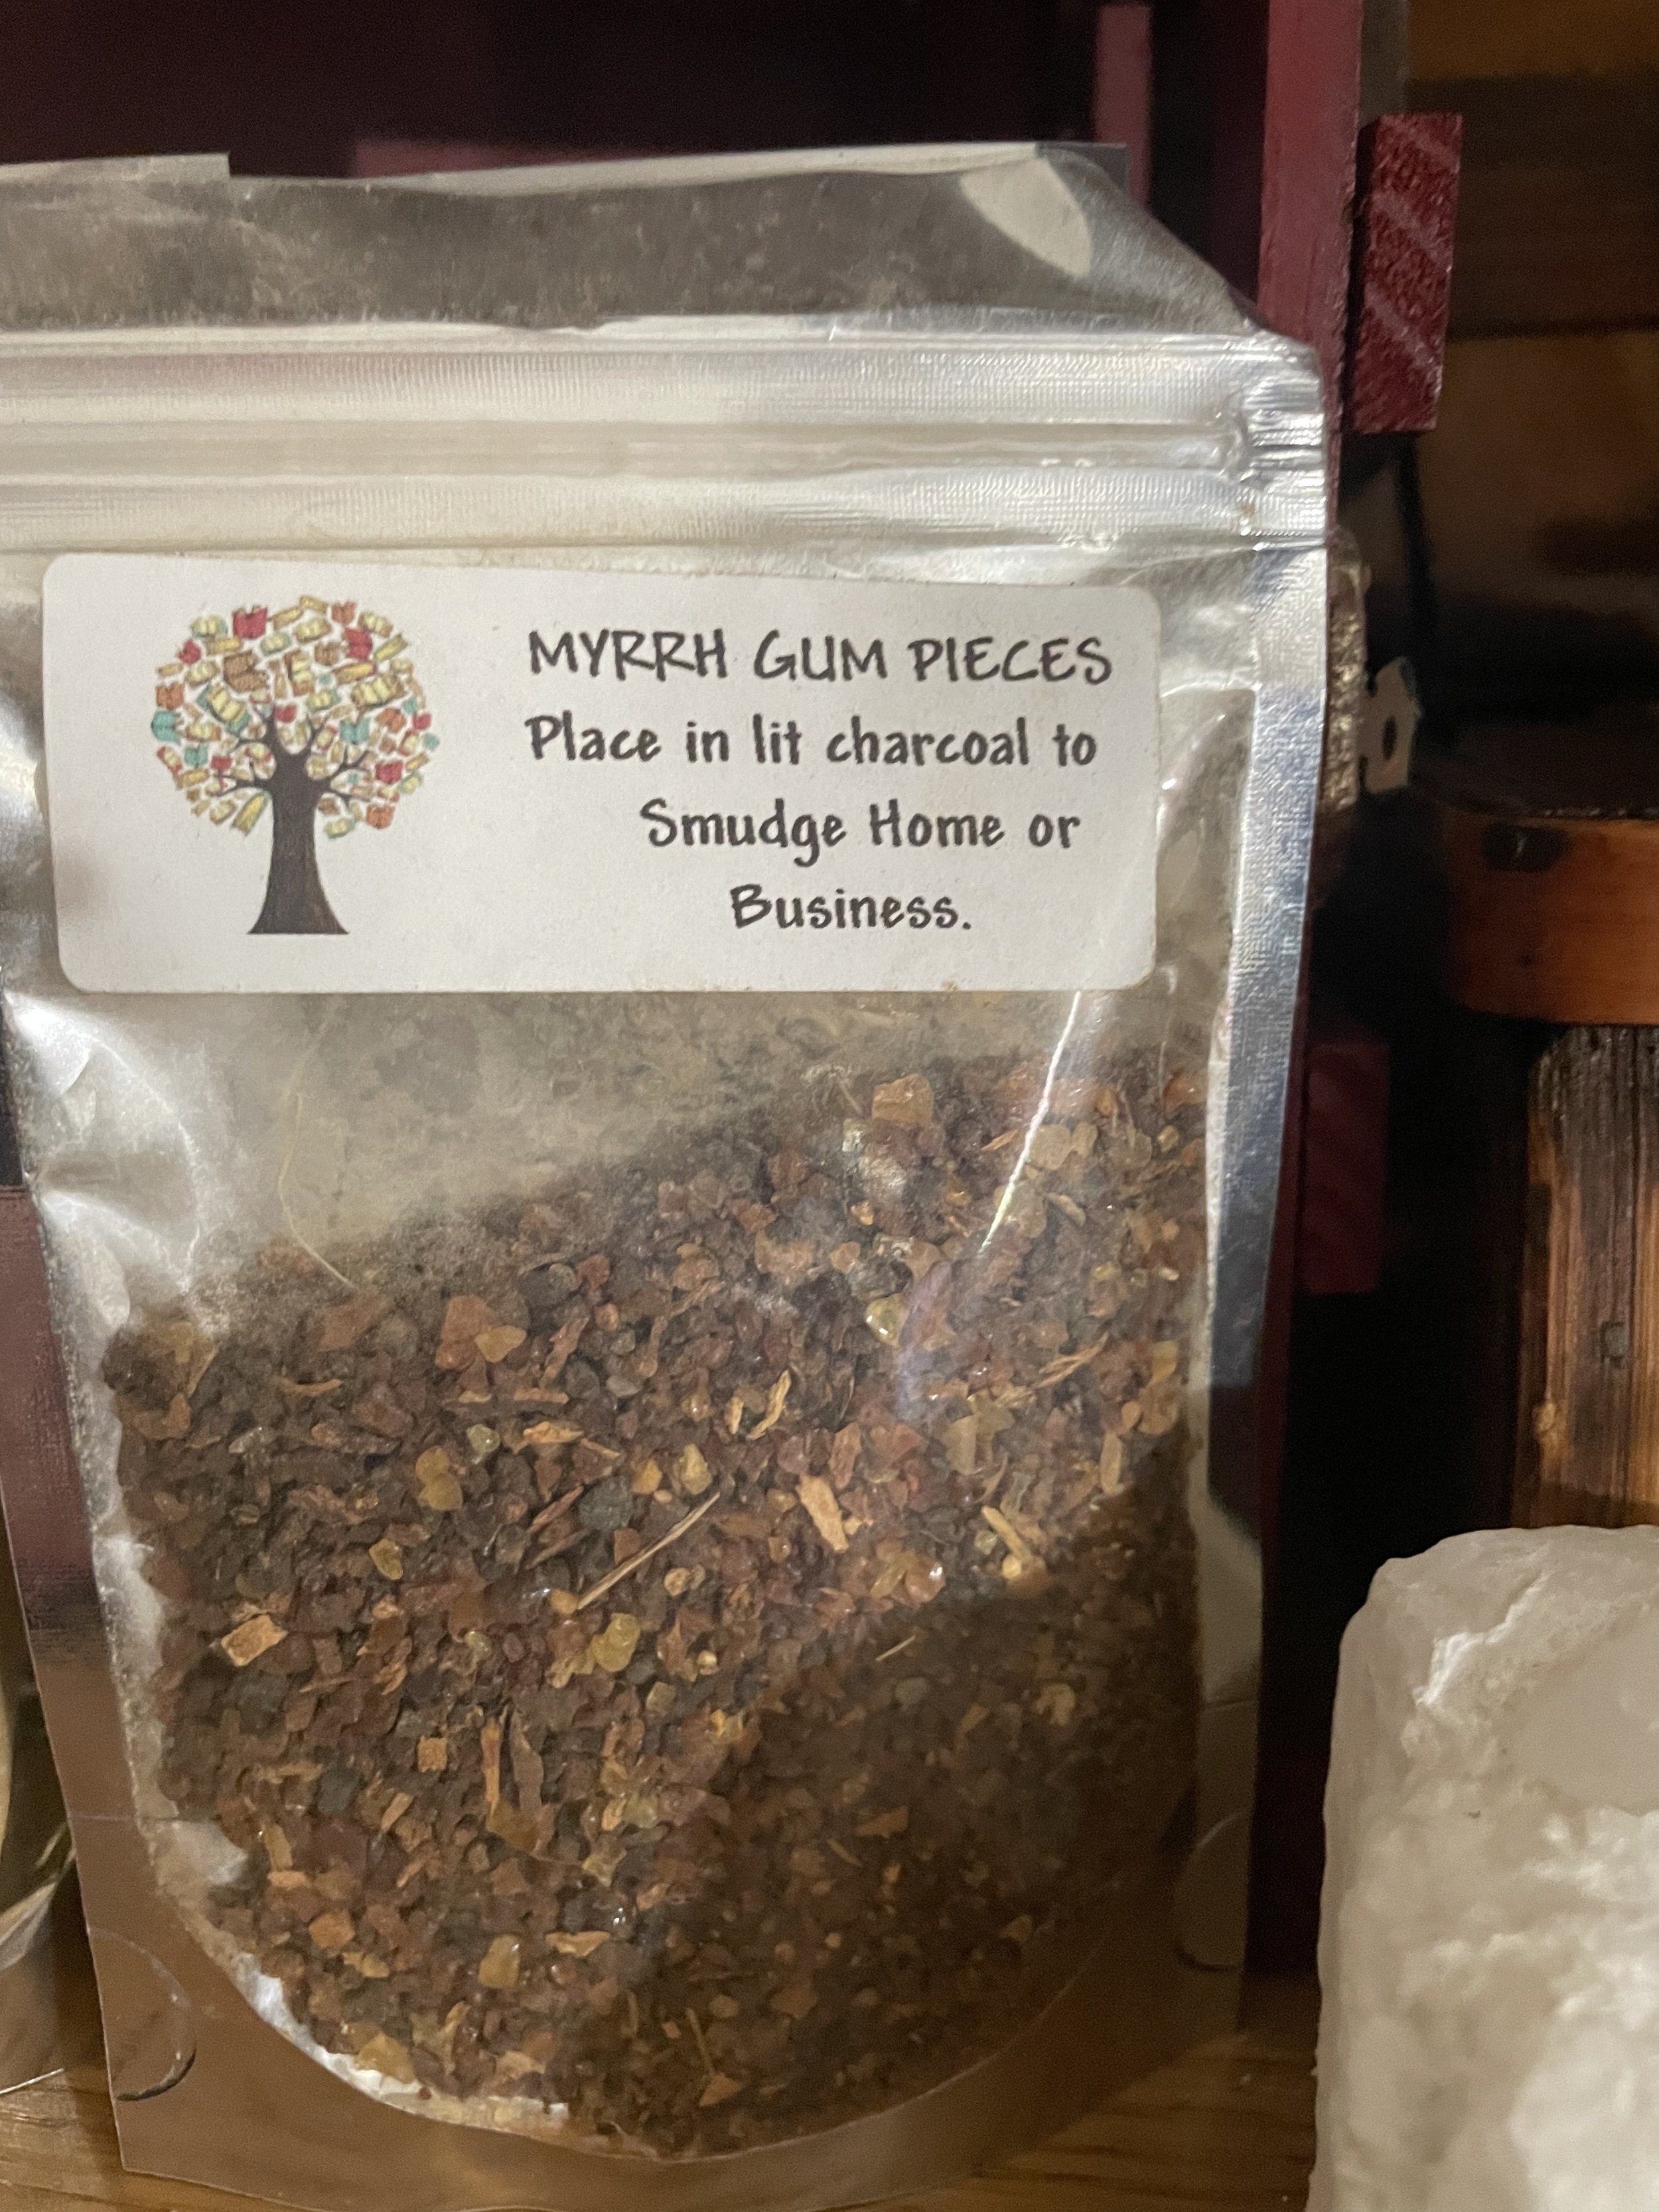 MYRRH GUM PIECES
Place in lit charcoal to
Smudge Home or
Business.